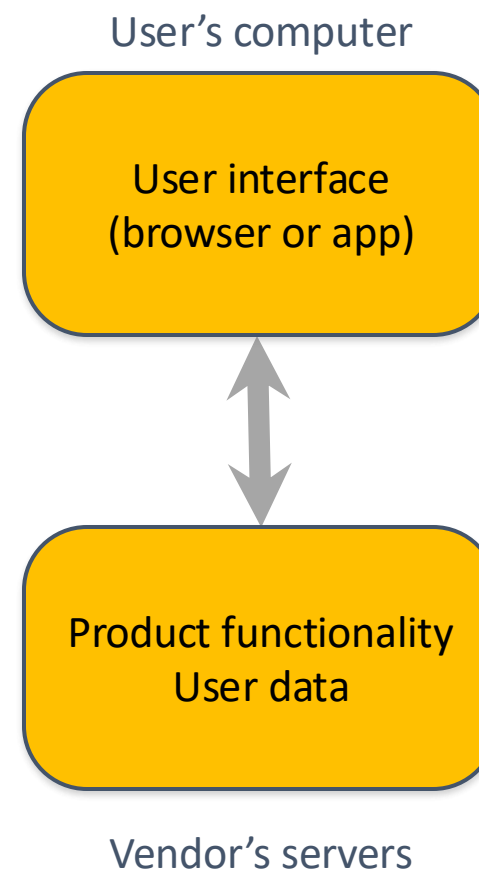 User’s computer
User interface
(browser or app)
Product functionality
User data
Vendor’s servers